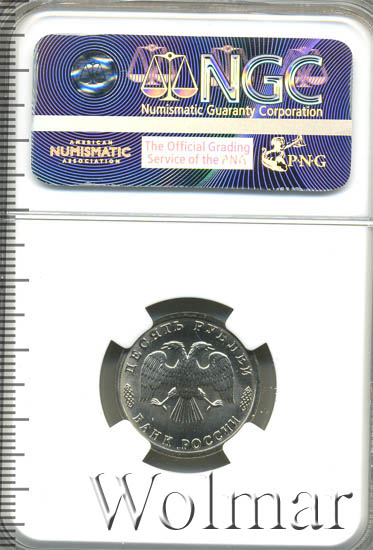 NGC
Numismatic Guaranty Corporation
AMERICAN
NUMISMATIC
ASSOCIATION
The Official Grading
Service of the PNG
PNG
ДЕСЯТЬ РУБЛЕЙ
БАНК РОССИИ
Wolmar